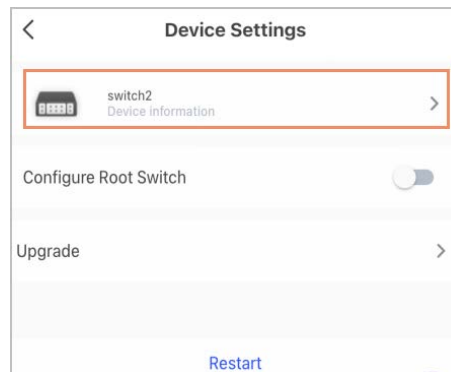 Device Settings
switch2
Device information
Configure Root Switch
Upgrade
Restart